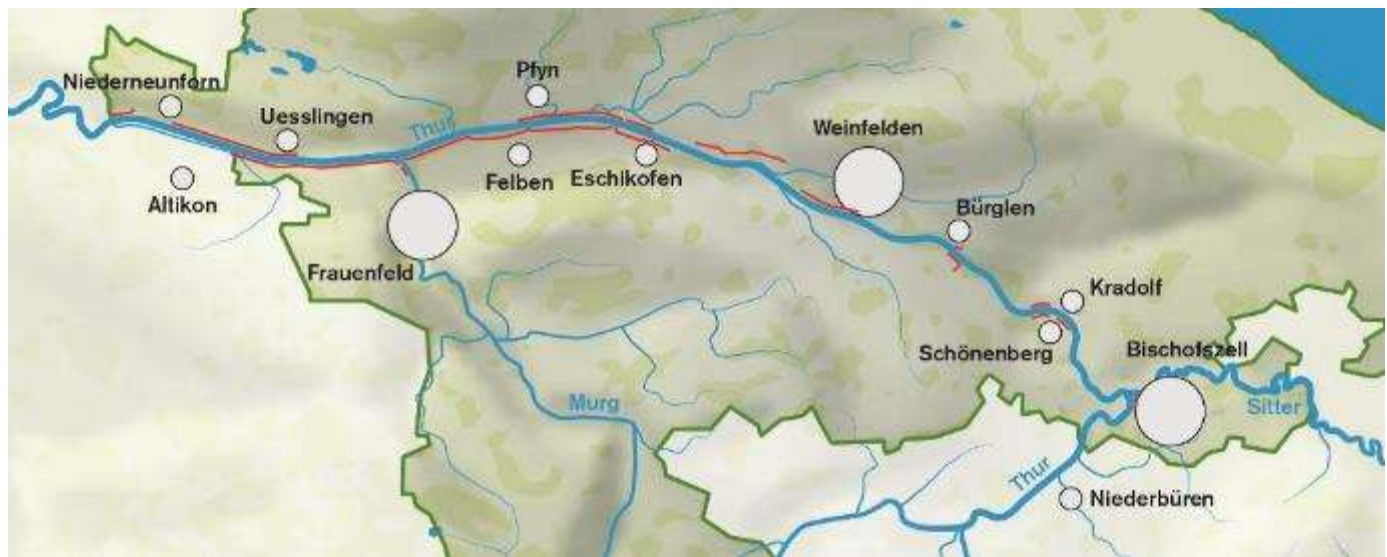 Niederneunforn
Uesslingen
Pfyn
Thur
Weinfelden
Altikon
Felben
Eschikofen
Bürglen
Frauenfeld
Kradolf
Schönenberg
Bischofszell
Murg
Sitter
Thur
Niederbüren